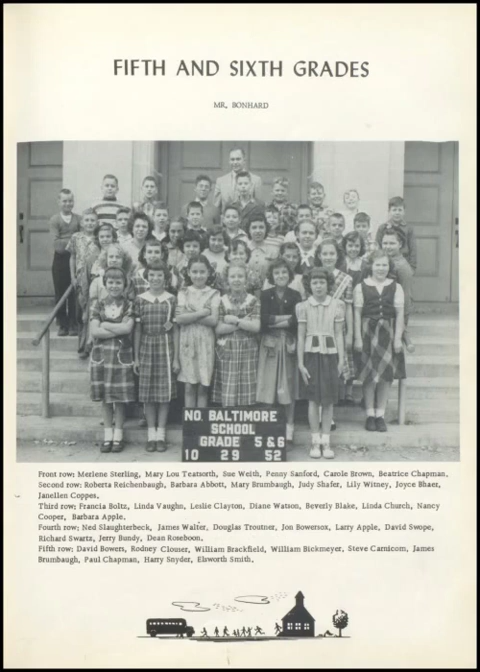 FIFTH AND SIXTH GRADES
MR. BONHARD
NO. BALTIMORE
SCHOOL
GRADE 5 & 6
10 29 52
Front row: Merlene Sterling, Mary Lou Teatsorth, Sue Weith, Penny Sanford, Carole Brown, Beatrice Chapman.
Second row: Roberta Reichenbaugh, Barbara Abbott, Mary Brumbaugh, Judy Shafer, Lily Witney, Joyce Bhaer,
Janellen Coppes.
Third row: Francia Boltz, Linda Vaughn, Leslie Clayton, Diane Watson, Beverly Blake, Linda Church, Nancy
Cooper, Barbara Apple.
Fourth row: Ned Slaughterbeck, James Walter, Douglas Troutner, Jon Bowersox, Larry Apple, David Swope,
Richard Swartz, Jerry Bundy, Dean Roseboon.
Fifth row: David Bowers, Rodney Clouser, William Brackfield, William Bickmeyer, Steve Carnicom, James
Brumbaugh, Paul Chapman, Harry Snyder, Elsworth Smith.